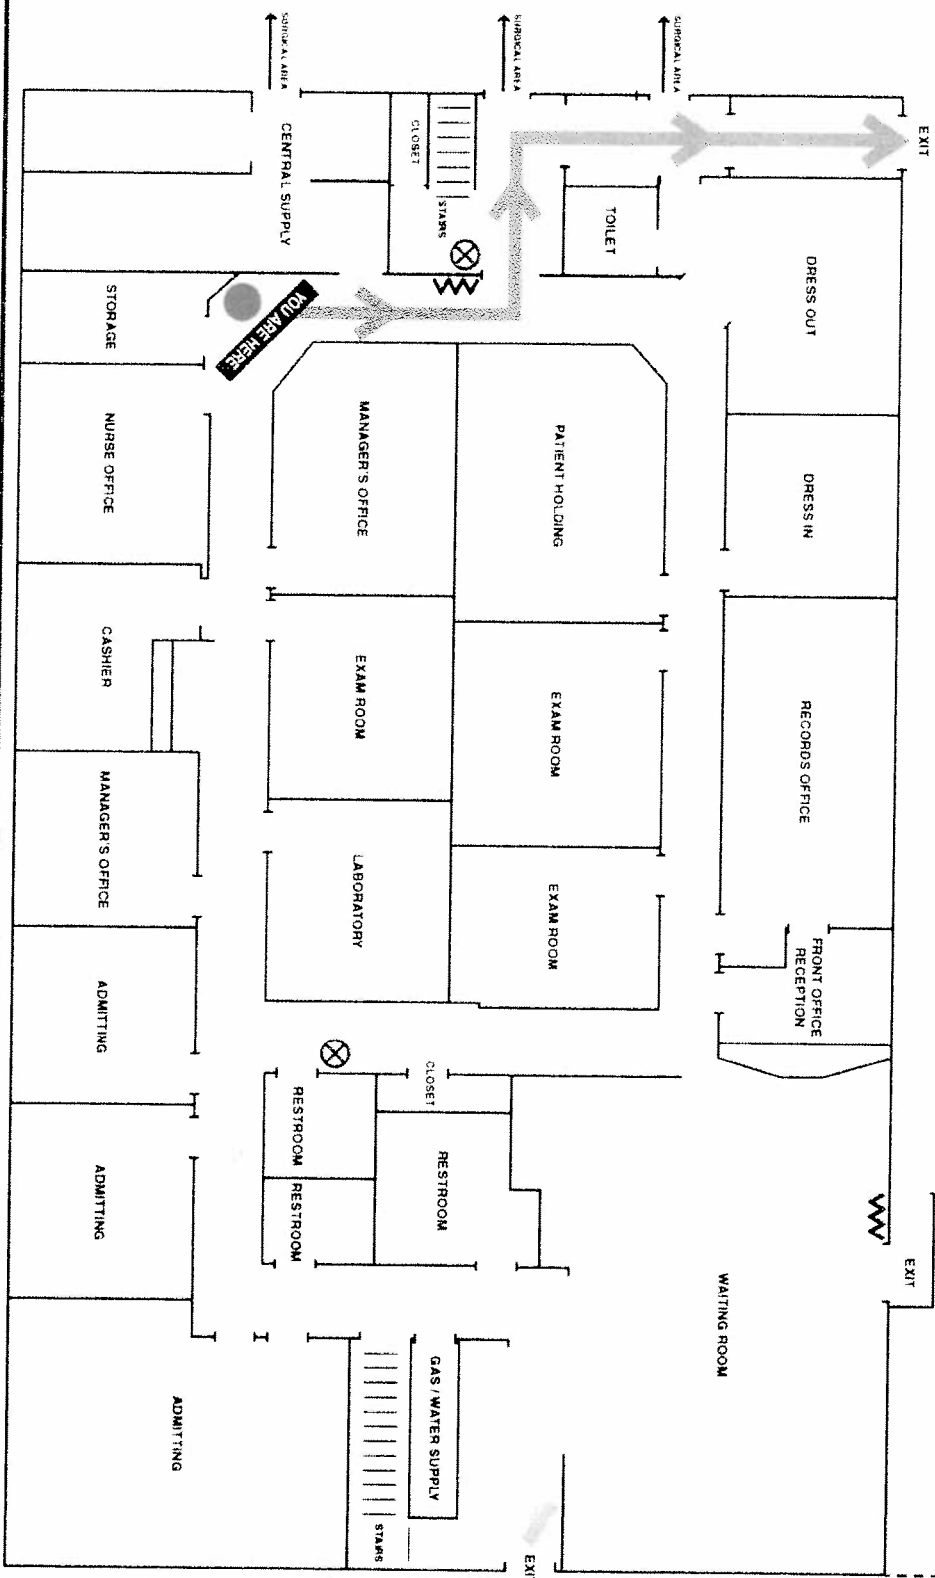 SURGICAL AREA
SURGICAL AREA
SURGICAL AREA
EXIT
CENTRAL SUPPLY
CLOSET
STAIRS
TOILET
DRESS OUT
STORAGE
YOU ARE HERE
NURSE OFFICE
MANAGER'S OFFICE
PATIENT HOLDING
DRESS IN
CASHIER
EXAM ROOM
EXAM ROOM
RECORDS OFFICE
MANAGER'S OFFICE
LABORATORY
EXAM ROOM
FRONT OFFICE
RECEPTION
ADMITTING
CLOSET
RESTROOM
RESTROOM
RESTROOM
ADMITTING
EXIT
WAITING ROOM
ADMITTING
GAS / WATER SUPPLY
STAIRS
EXIT